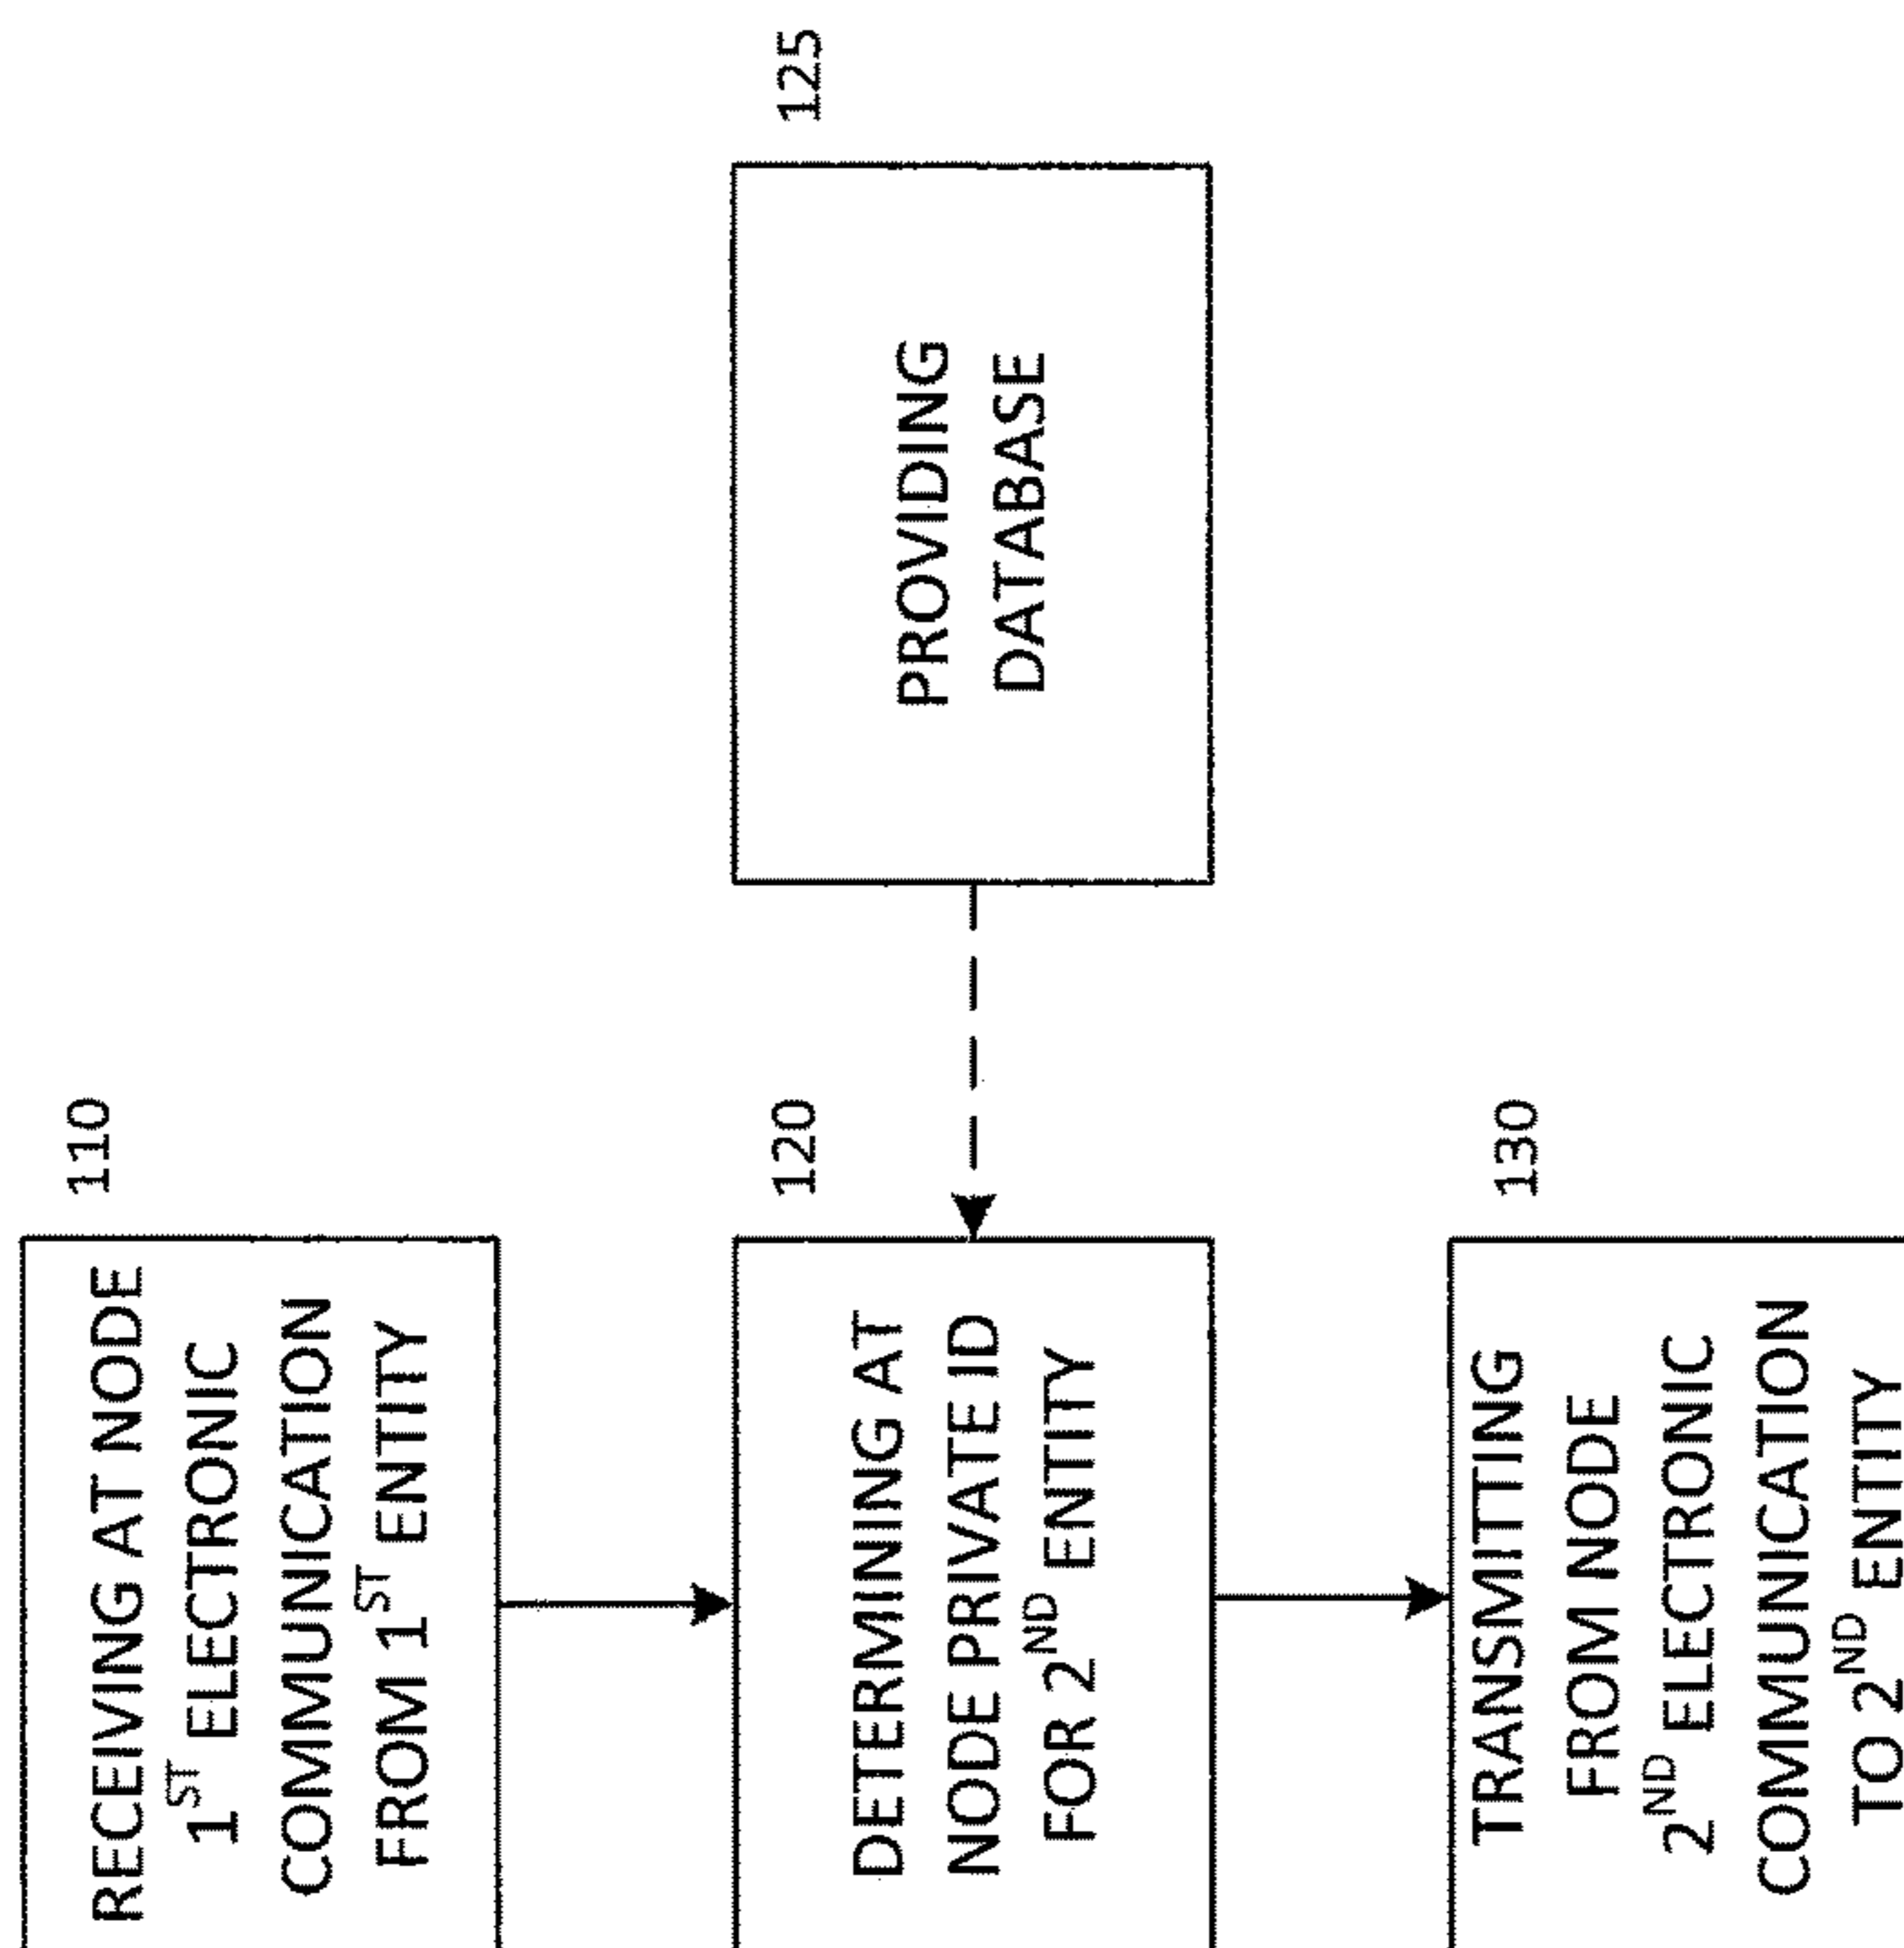 110
RECEIVING AT NODE
1ST ELECTRONIC
COMMUNICATION
FROM 1ST ENTITY
120
DETERMINING AT
NODE PRIVATE ID
FOR 2ND ENTITY
125
PROVIDING
DATABASE
130
TRANSMITTING
FROM NODE
2ND ELECTRONIC
COMMUNICATION
TO 2ND ENTITY